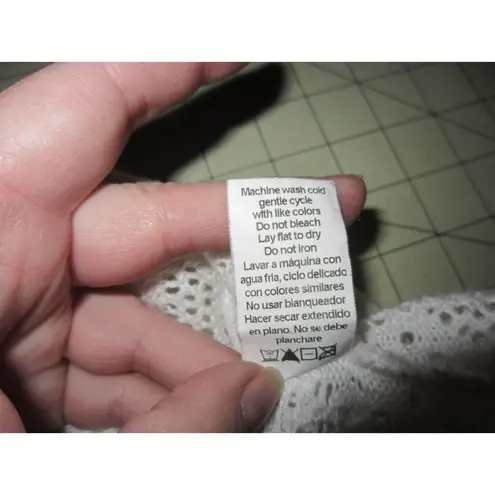 Machine wash cold
gentle cycle
with like colors
Do not bleach
Lay flat to dry
Do not iron
Lavar a máquina con
agua fria, ciclo delicado
con colores similares
No usar blanqueador
Hacer secar extendido
en plano. No se debe
planchare